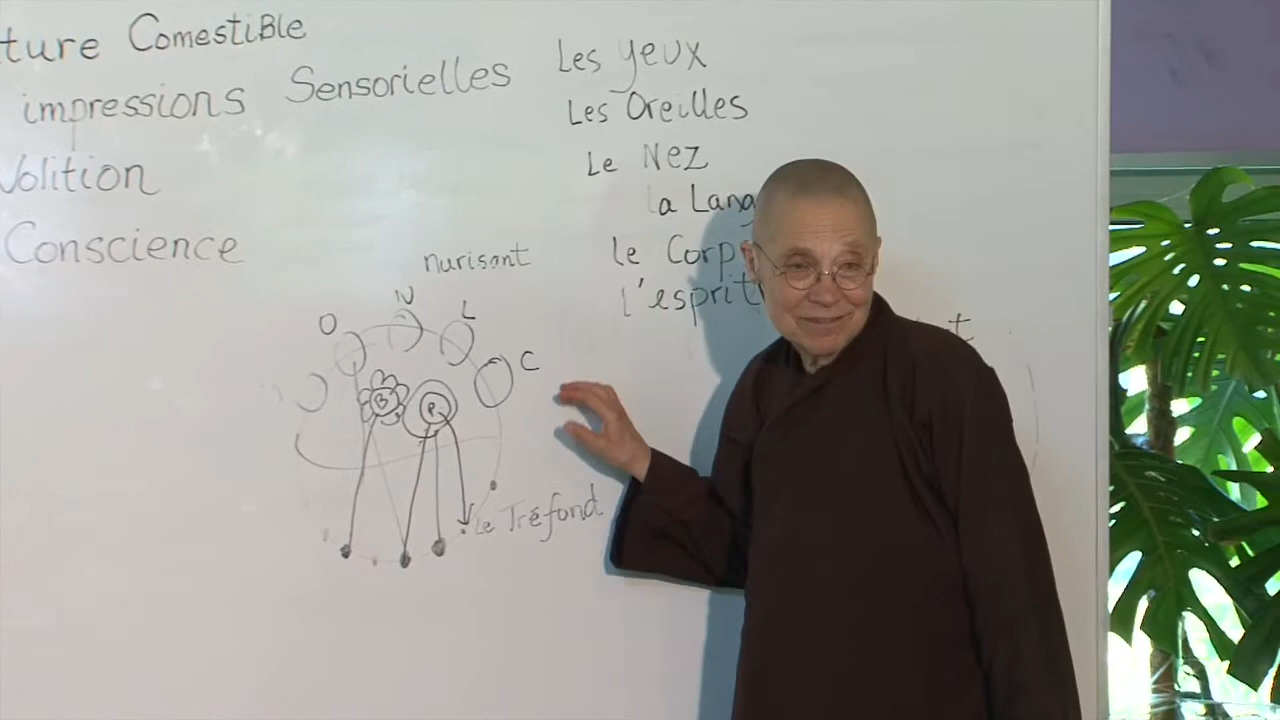 ture Comestible
impressions Sensorielles
Volition
Conscience
Les yeux
Les Oreilles
Le Nez
la Lang
le Corp
l'esprit
nurisant
O N L C
B P
Le Tréfond
t